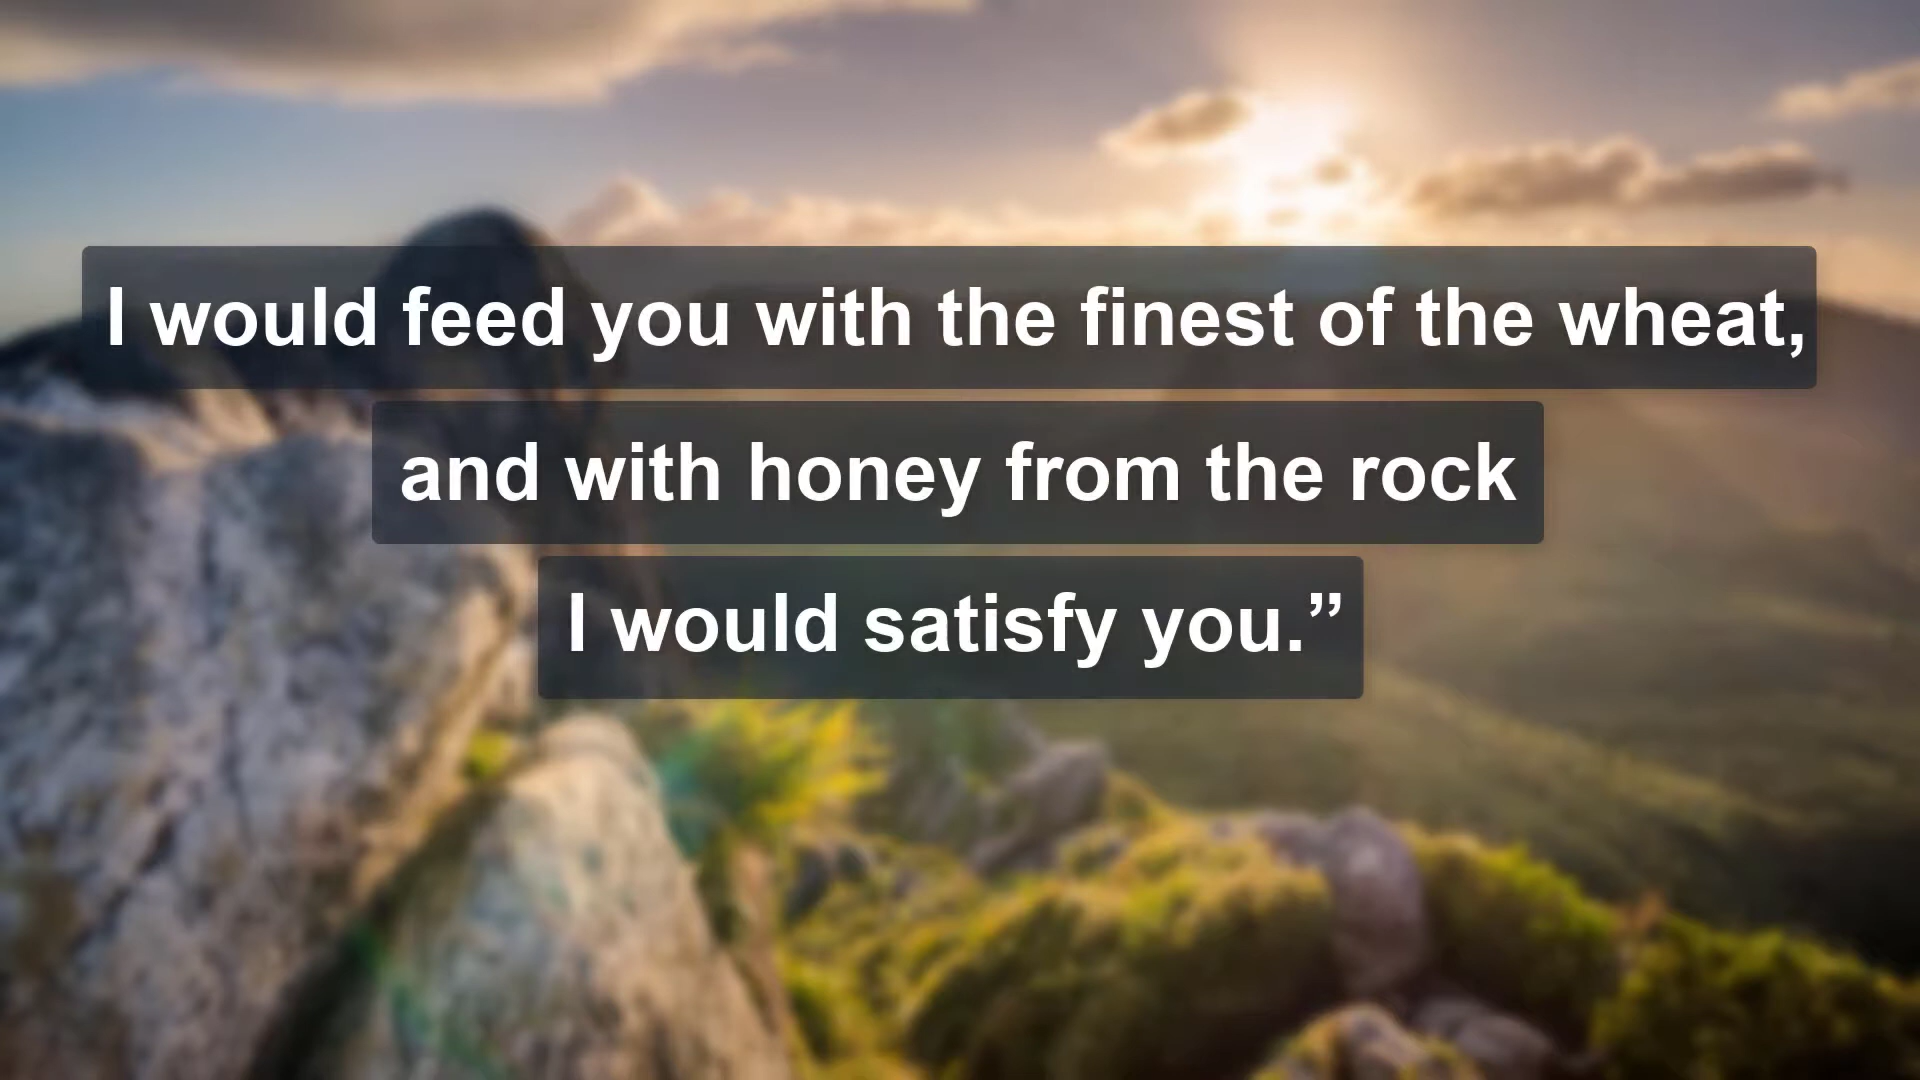 I would feed you with the finest of the wheat,
and with honey from the rock
I would satisfy you.”